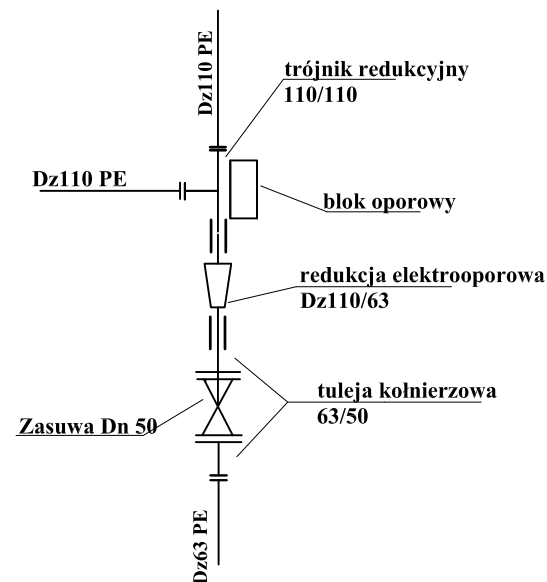 Dz110 PE
trójnik redukcyjny
110/110
Dz110 PE
blok oporowy
redukcja elektrooporowa
Dz110/63
tuleja kołnierzowa
63/50
Zasuwa Dn 50
Dz63 PE